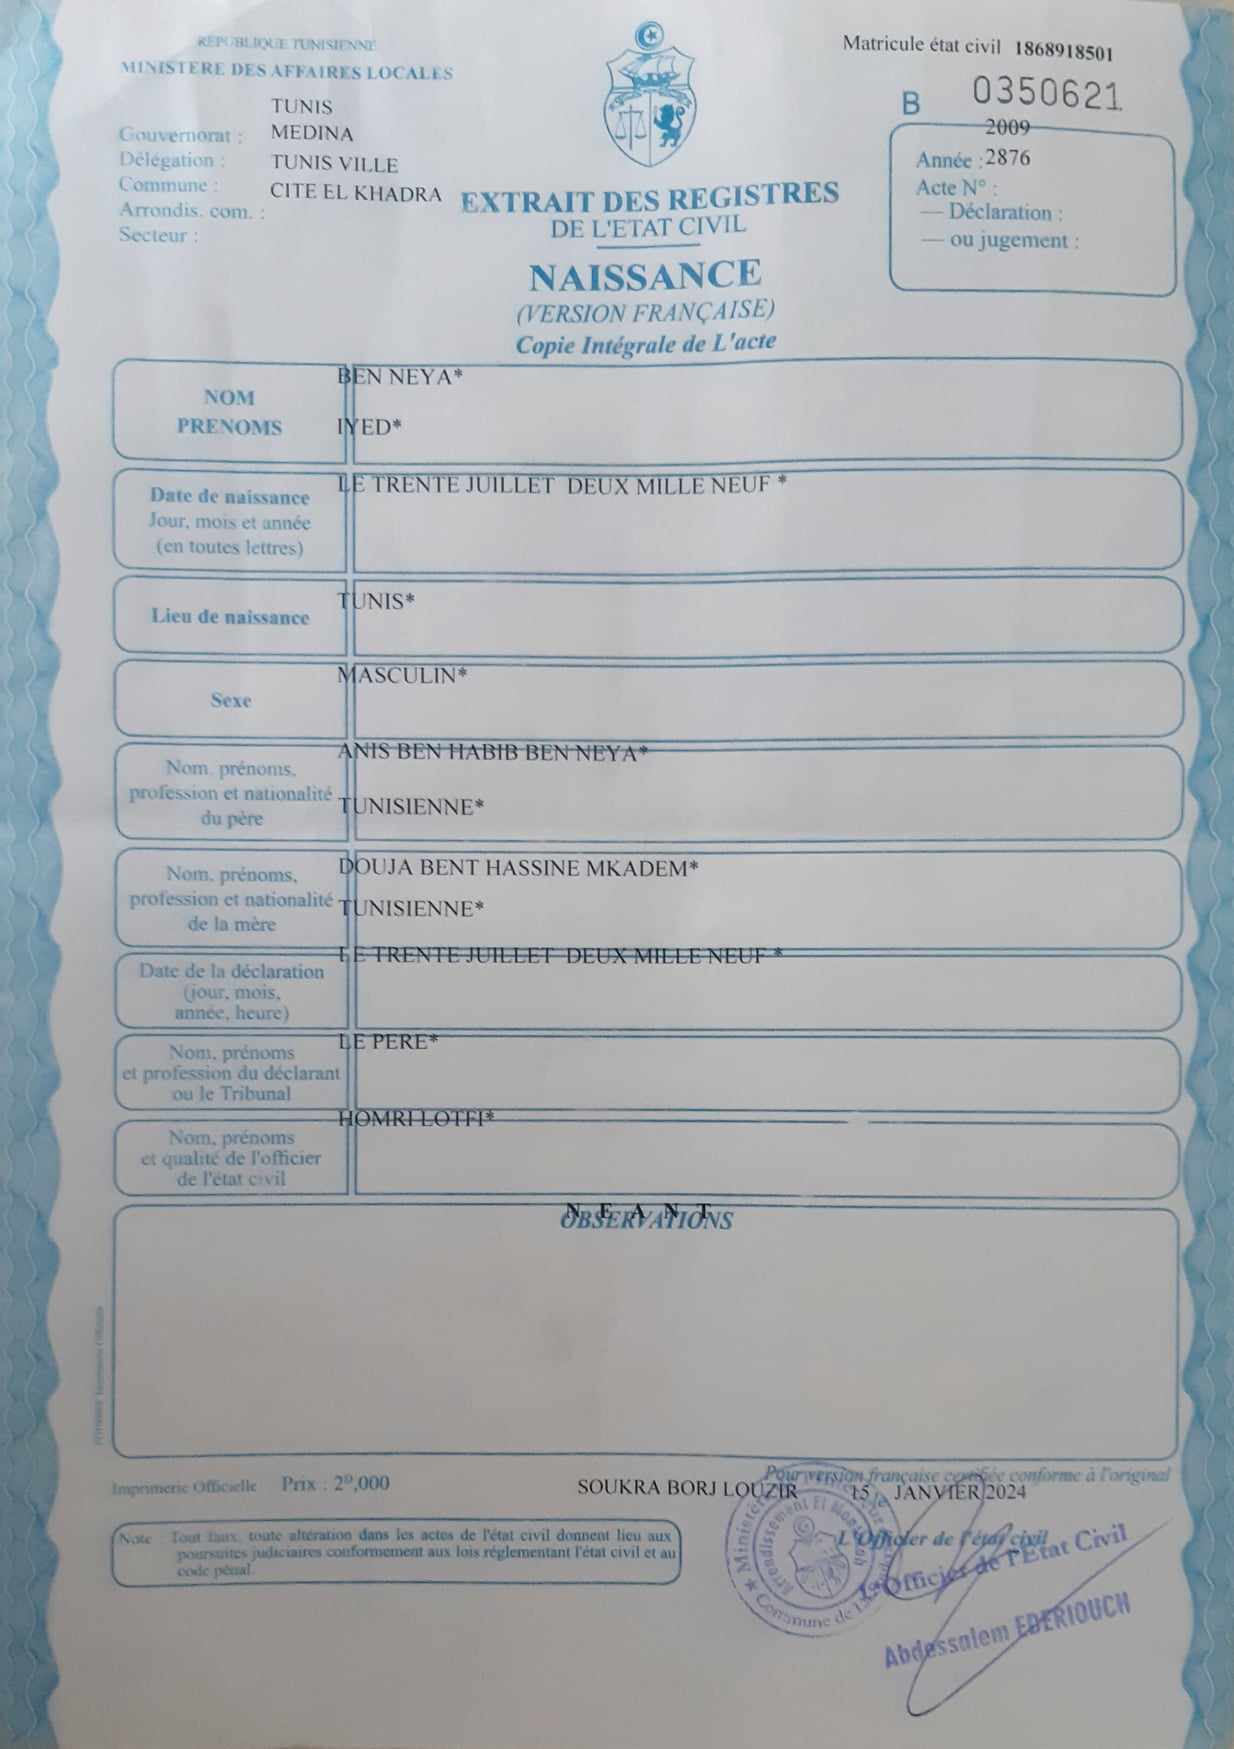 REPUBLIQUE TUNISIENNE
MINISTERE DES AFFAIRES LOCALES
Matricule état civil 1868918501
B 0350621
TUNIS
Gouvernorat : MEDINA
Délégation : TUNIS VILLE
Commune : CITE EL KHADRA
Arrondis. com. :
Secteur :
2009
Année : 2876
Acte N° :
— Déclaration :
— ou jugement :
EXTRAIT DES REGISTRES
DE L'ETAT CIVIL
NAISSANCE
(VERSION FRANÇAISE)
Copie Intégrale de L'acte
NOM
BEN NEYA*
PRENOMS
IYED*
Date de naissance
Jour, mois et année
(en toutes lettres)
LE TRENTE JUILLET DEUX MILLE NEUF *
Lieu de naissance
TUNIS*
Sexe
MASCULIN*
Nom, prénoms,
profession et nationalité
du père
ANIS BEN HABIB BEN NEYA*
TUNISIENNE*
Nom, prénoms,
profession et nationalité
de la mère
DOUJA BENT HASSINE MKADEM*
TUNISIENNE*
Date de la déclaration
(jour, mois,
année, heure)
LE TRENTE JUILLET DEUX MILLE NEUF *
Nom, prénoms
et profession du déclarant
ou le Tribunal
LE PERE*
Nom, prénoms
et qualité de l'officier
de l'état civil
HOMRI LOTFI*
N E A N T
OBSERVATIONS
Imprimerie Officielle Prix : 2ᴰ,000
Pour version française certifiée conforme à l'original
SOUKRA BORJ LOUZIR 15 le JANVIER 2024
L'Officier de l'état civil
Note : Tout faux, toute altération dans les actes de l'état civil donnent lieu aux
poursuites judiciaires conformément aux lois réglementant l'état civil et au
code pénal.
L'Officier de l'Etat Civil
Abdessalem EDERIOUCH
Commune de